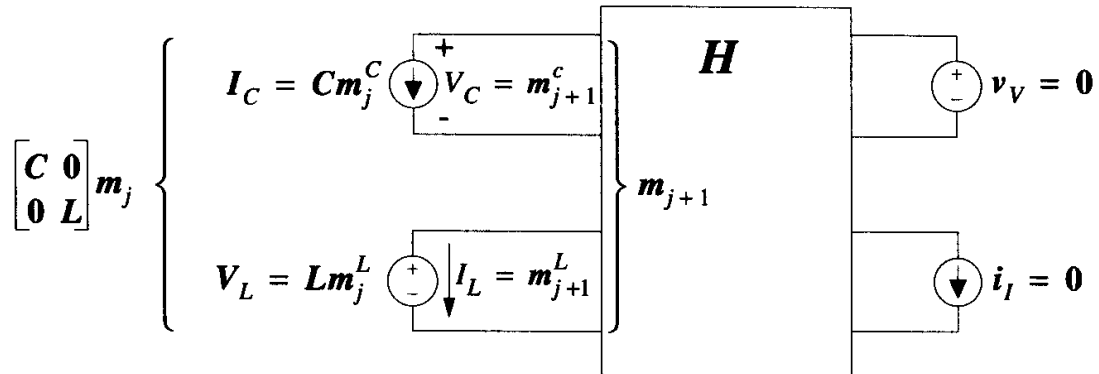 H
+
I_C = Cm_j^C
V_C = m_{j+1}^c
-
+
-
v_V = 0
[C 0
0 L] m_j
m_{j+1}
V_L = Lm_j^L
+
-
I_L = m_{j+1}^L
i_I = 0